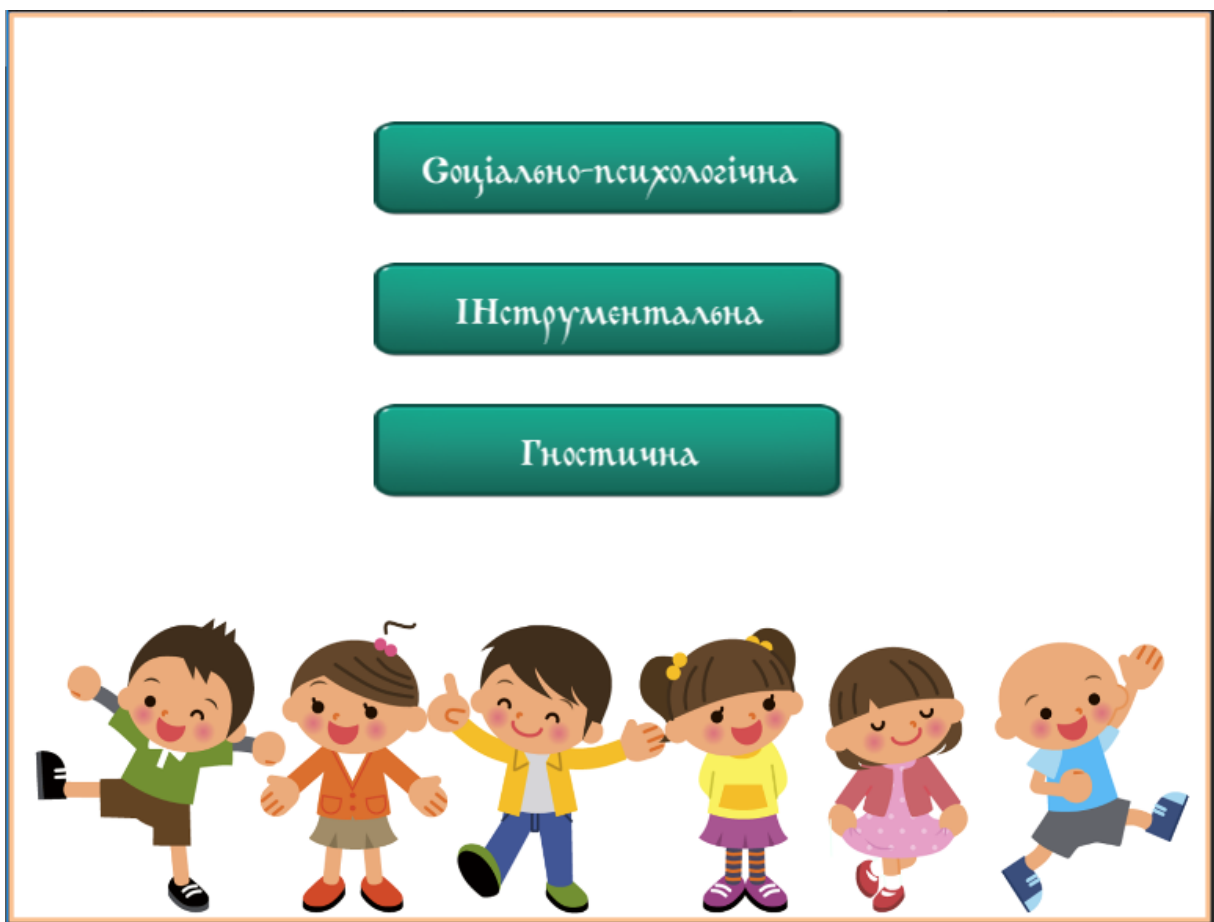 Соціально-психологічна
ІНструментальна
Гностична